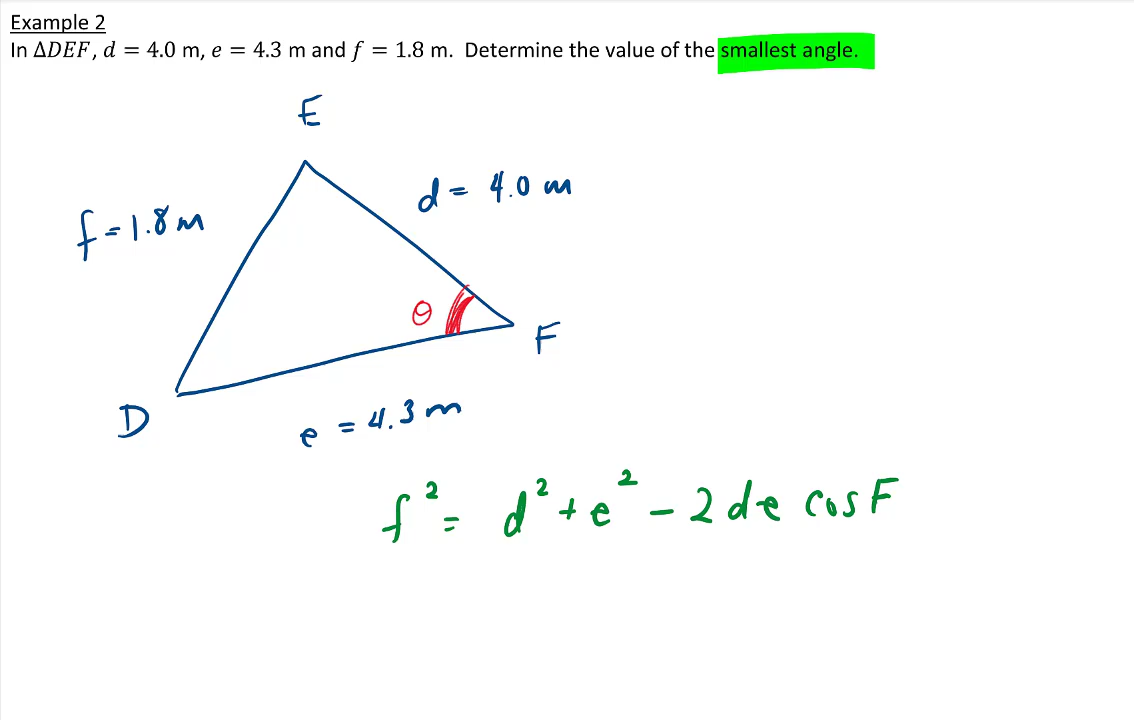 Example 2
In ΔDEF, d = 4.0 m, e = 4.3 m and f = 1.8 m. Determine the value of the smallest angle.
E
d = 4.0 m
f = 1.8 m
θ
F
D
e = 4.3 m
f² = d² + e² − 2de cos F